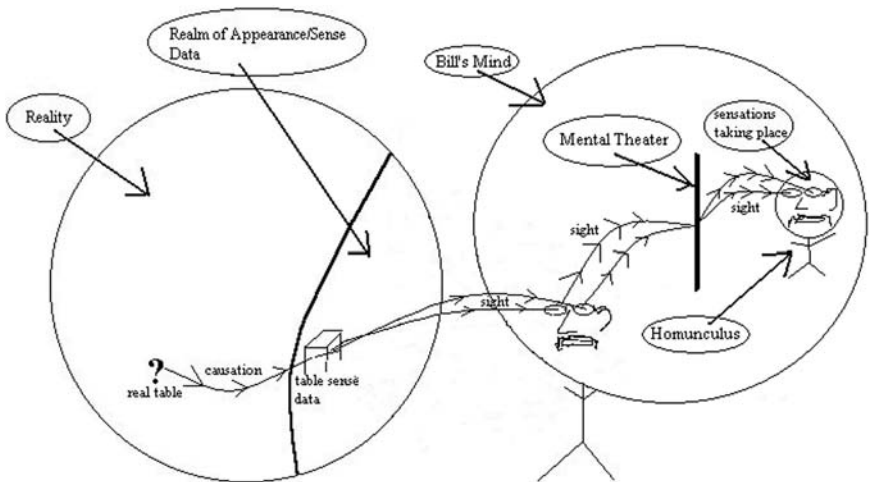 Realm of Appearance/Sense
Data
Bill's Mind
Reality
Mental Theater
sensations
taking place
sight
sight
sight
Homunculus
?
real table
causation
table sense
data